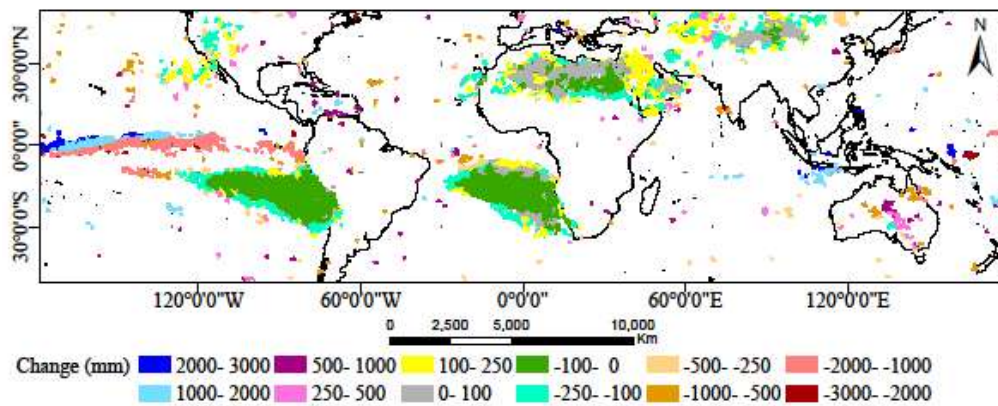 N
30°0'0"N
0°0'0"
30°0'0"S
120°0'0"W 60°0'0"W 0°0'0" 60°0'0"E 120°0'0"E
0 2,500 5,000 10,000
Km
Change (mm) 2000- 3000 500- 1000 100- 250 -100- 0 -500- -250 -2000- -1000
1000- 2000 250- 500 0- 100 -250- -100 -1000- -500 -3000- -2000